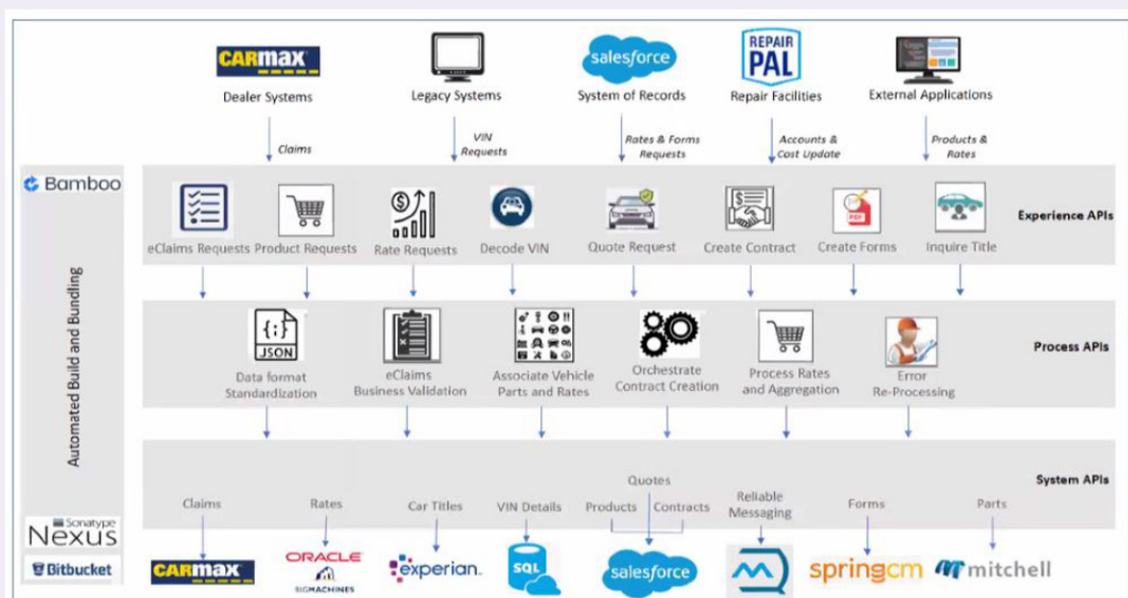 CARMAX
salesforce
REPAIR
PAL
Dealer Systems
Legacy Systems
System of Records
Repair Facilities
External Applications
Claims
VIN
Requests
Rates & Forms
Requests
Accounts &
Cost Update
Products &
Rates
Bamboo
Automated Build and Bundling
Sonatype
Nexus
Bitbucket
Experience APIs
PDF
eClaims Requests
Product Requests
Rate Requests
Decode VIN
Quote Request
Create Contract
Create Forms
Inquire Title
Process APIs
{;}
JSON
Data format
Standardization
eClaims
Business Validation
Associate Vehicle
Parts and Rates
Orchestrate
Contract Creation
Process Rates
and Aggregation
Error
Re-Processing
System APIs
Claims
Rates
Car Titles
VIN Details
Quotes
Products
Contracts
Reliable
Messaging
Forms
Parts
CARMAX
ORACLE
BIGMACHINES
experian
SQL
salesforce
springcm
mitchell